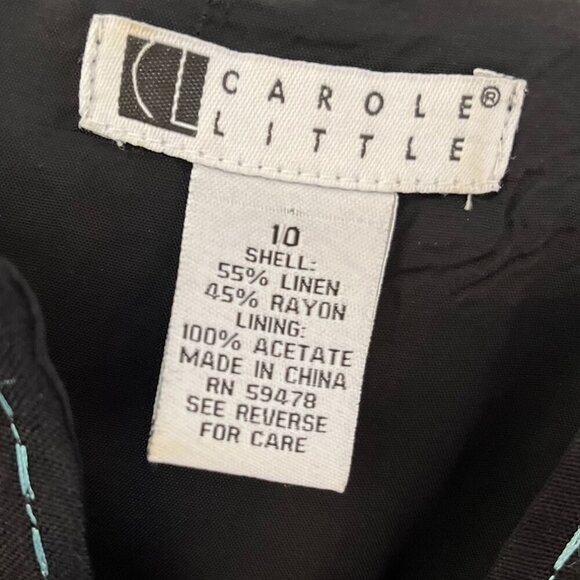 CL
CAROLE®
LITTLE
10
SHELL:
55% LINEN
45% RAYON
LINING:
100% ACETATE
MADE IN CHINA
RN 59478
SEE REVERSE
FOR CARE